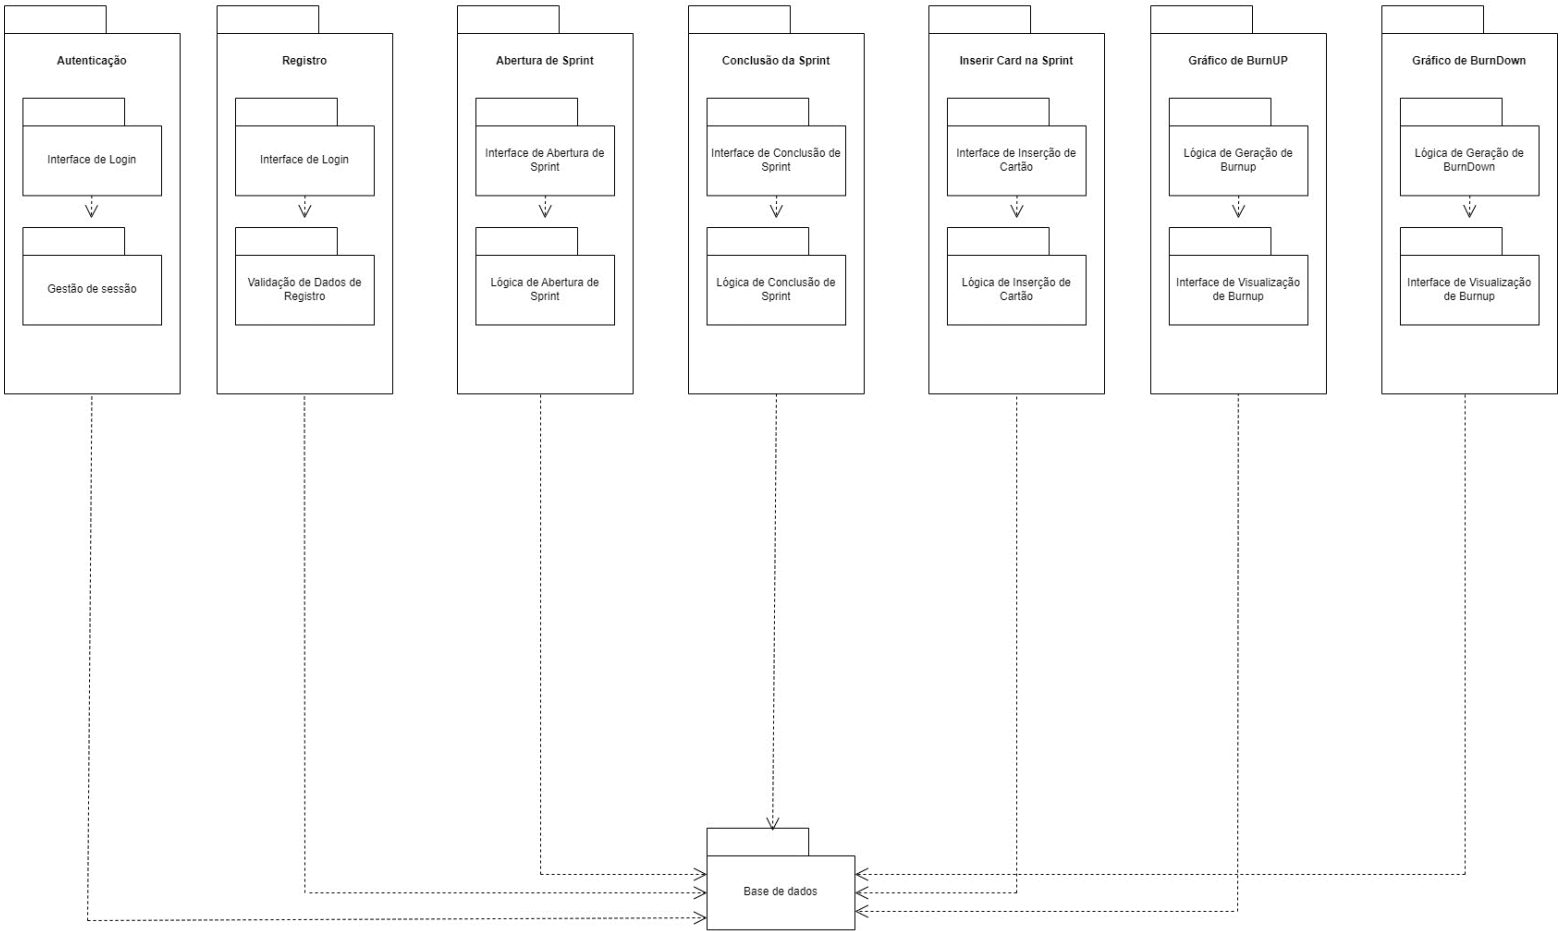 Autenticação
Interface de Login
Gestão de sessão
Registro
Interface de Login
Validação de Dados de
Registro
Abertura de Sprint
Interface de Abertura de
Sprint
Lógica de Abertura de
Sprint
Conclusão da Sprint
Interface de Conclusão de
Sprint
Lógica de Conclusão de
Sprint
Inserir Card na Sprint
Interface de Inserção de
Cartão
Lógica de Inserção de
Cartão
Gráfico de BurnUP
Lógica de Geração de
Burnup
Interface de Visualização
de Burnup
Gráfico de BurnDown
Lógica de Geração de
BurnDown
Interface de Visualização
de Burnup
Base de dados